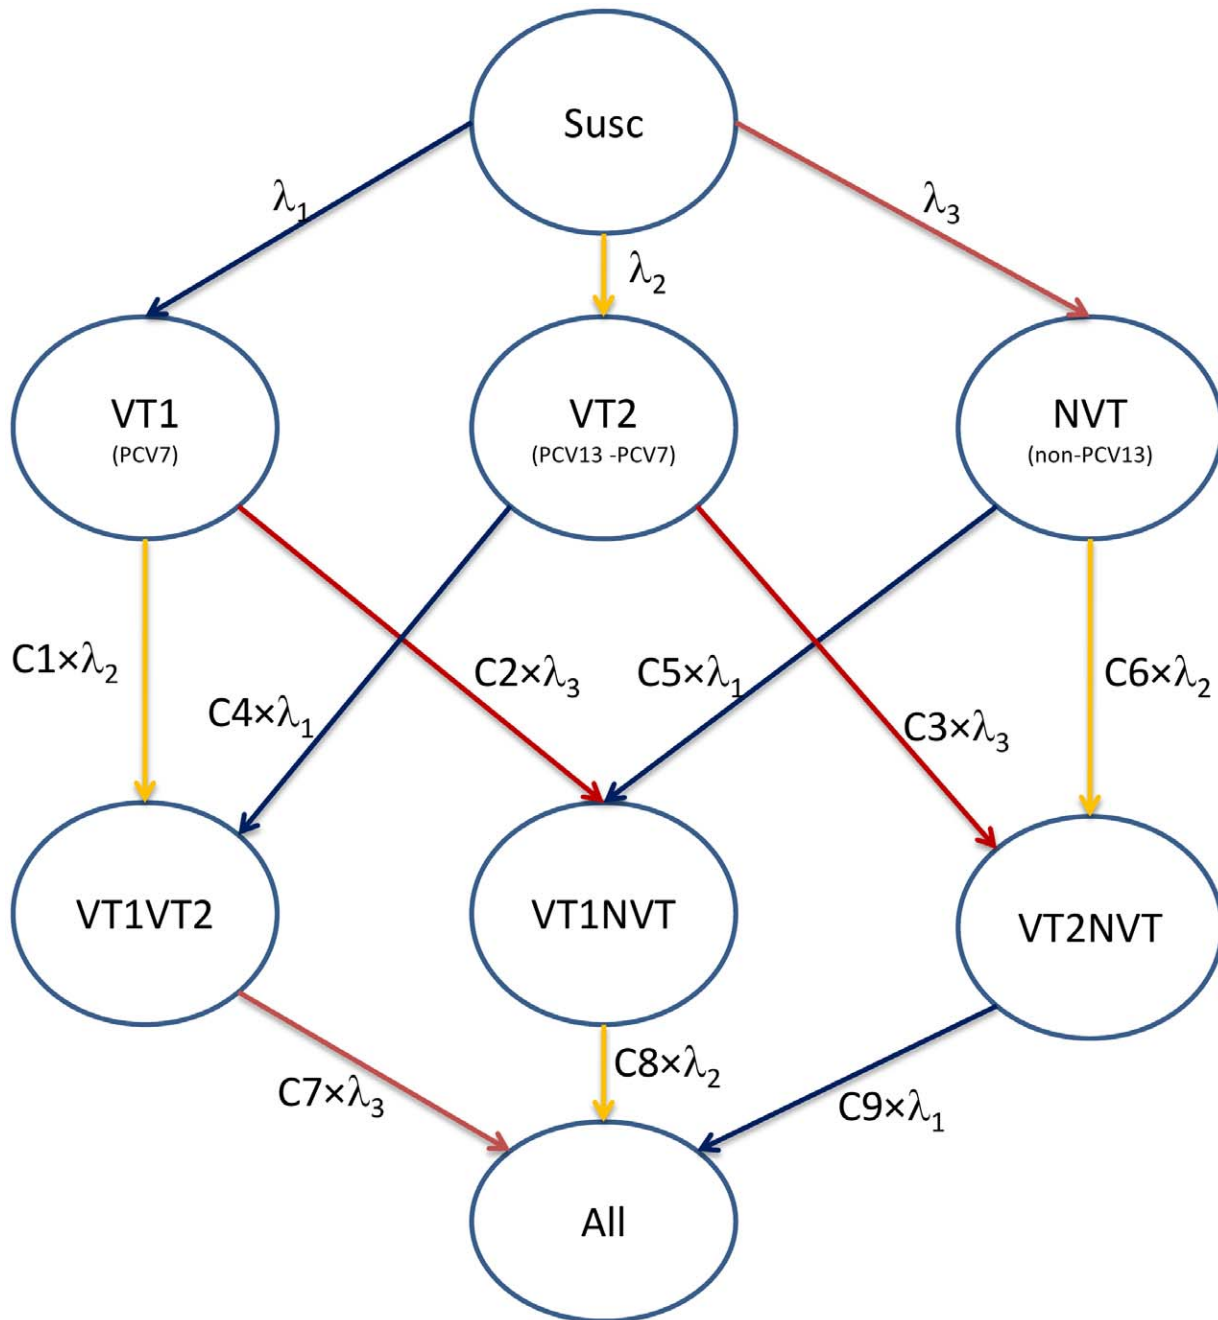 Susc
λ₁
λ₂
λ₃
VT1
(PCV7)
VT2
(PCV13 -PCV7)
NVT
(non-PCV13)
C1×λ₂
C4×λ₁
C2×λ₃
C5×λ₁
C3×λ₃
C6×λ₂
VT1VT2
VT1NVT
VT2NVT
C7×λ₃
C8×λ₂
C9×λ₁
All